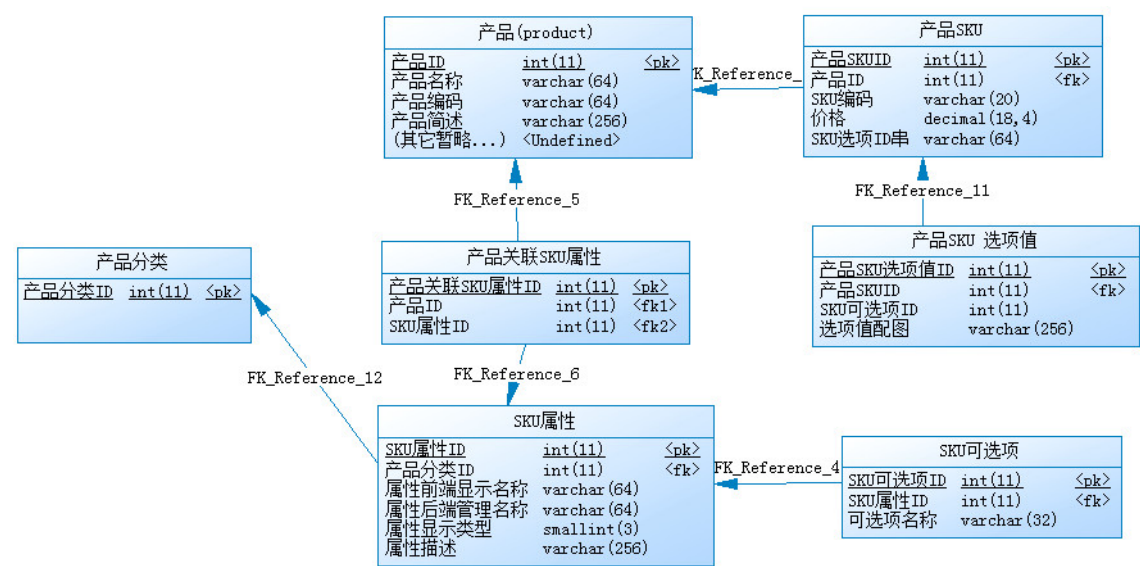 产品(product)
产品ID int(11) <pk>
产品名称 varchar(64)
产品编码 varchar(64)
产品简述 varchar(256)
(其它暂略...) <Undefined>
K_Reference_
产品SKU
产品SKUID int(11) <pk>
产品ID int(11) <fk>
SKU编码 varchar(20)
价格 decimal(18,4)
SKU选项ID串 varchar(64)
FK_Reference_5
FK_Reference_11
产品分类
产品分类ID int(11) <pk>
产品关联SKU属性
产品关联SKU属性ID int(11) <pk>
产品ID int(11) <fk1>
SKU属性ID int(11) <fk2>
产品SKU 选项值
产品SKU选项值ID int(11) <pk>
产品SKUID int(11) <fk>
SKU可选项ID int(11)
选项值配图 varchar(256)
FK_Reference_12
FK_Reference_6
SKU属性
SKU属性ID int(11) <pk>
产品分类ID int(11) <fk>
属性前端显示名称 varchar(64)
属性后端管理名称 varchar(64)
属性显示类型 smallint(3)
属性描述 varchar(256)
FK_Reference_4
SKU可选项
SKU可选项ID int(11) <pk>
SKU属性ID int(11) <fk>
可选项名称 varchar(32)